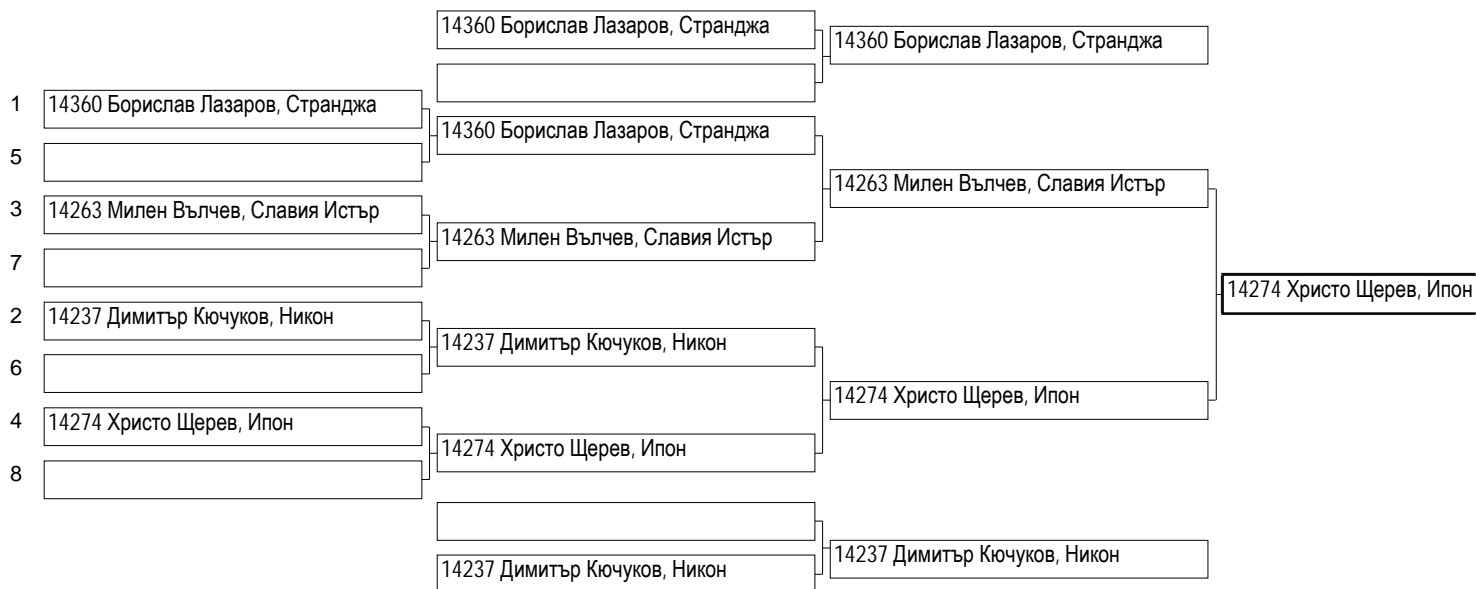 14360 Борислав Лазаров, Странджа
14360 Борислав Лазаров, Странджа
1 14360 Борислав Лазаров, Странджа
14360 Борислав Лазаров, Странджа
5
14263 Милен Вълчев, Славия Истър
3 14263 Милен Вълчев, Славия Истър
14263 Милен Вълчев, Славия Истър
7
14274 Христо Щерев, Ипон
2 14237 Димитър Кючуков, Никон
14237 Димитър Кючуков, Никон
6
14274 Христо Щерев, Ипон
4 14274 Христо Щерев, Ипон
14274 Христо Щерев, Ипон
8
14237 Димитър Кючуков, Никон
14237 Димитър Кючуков, Никон